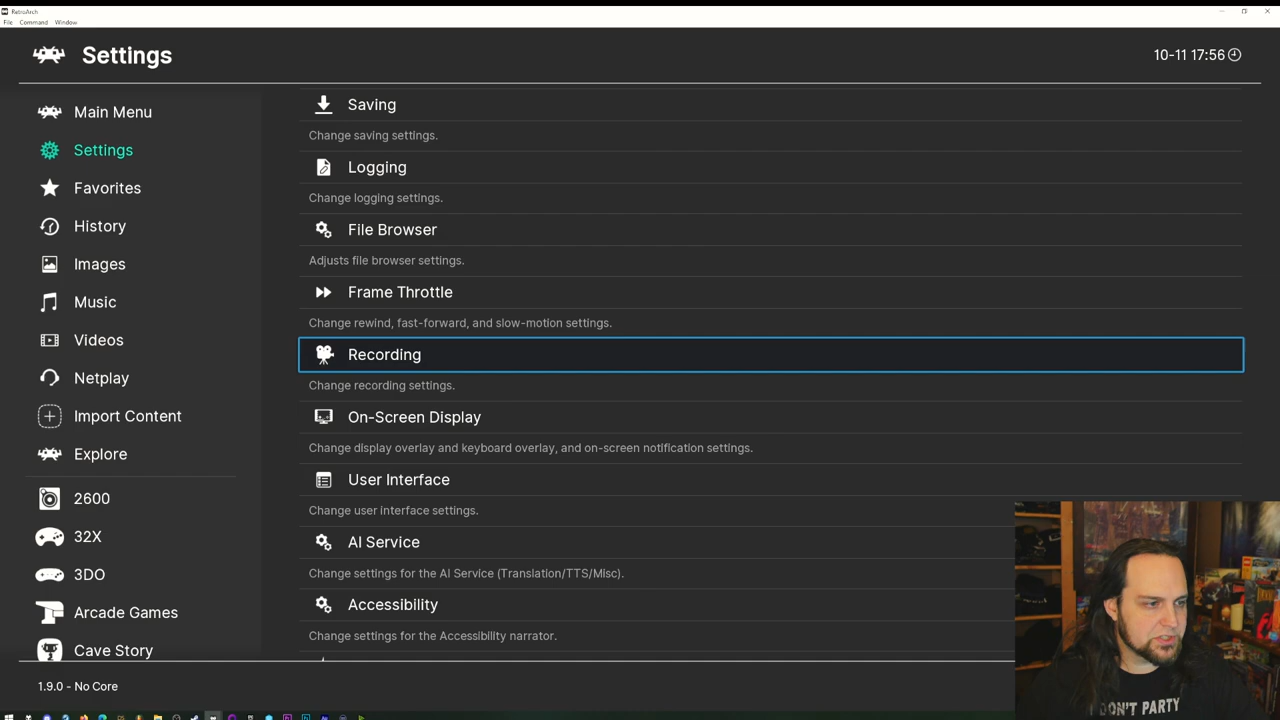 RetroArch
File Command Window
Settings
10-11 17:56
Main Menu
Settings
Favorites
History
Images
Music
Videos
Netplay
Import Content
Explore
2600
32X
3DO
Arcade Games
Cave Story
Saving
Change saving settings.
Logging
Change logging settings.
File Browser
Adjusts file browser settings.
Frame Throttle
Change rewind, fast-forward, and slow-motion settings.
Recording
Change recording settings.
On-Screen Display
Change display overlay and keyboard overlay, and on-screen notification settings.
User Interface
Change user interface settings.
AI Service
Change settings for the AI Service (Translation/TTS/Misc).
Accessibility
Change settings for the Accessibility narrator.
1.9.0 - No Core
I DON'T PARTY